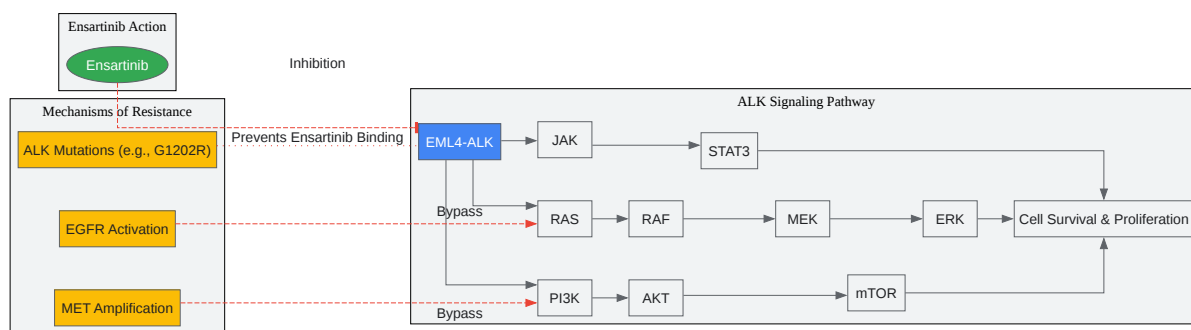 Ensartinib Action
Ensartinib
Inhibition
Mechanisms of Resistance
ALK Signaling Pathway
ALK Mutations (e.g., G1202R)
Prevents Ensartinib Binding
EML4-ALK
JAK
STAT3
EGFR Activation
Bypass
RAS
RAF
MEK
ERK
Cell Survival & Proliferation
MET Amplification
Bypass
PI3K
AKT
mTOR